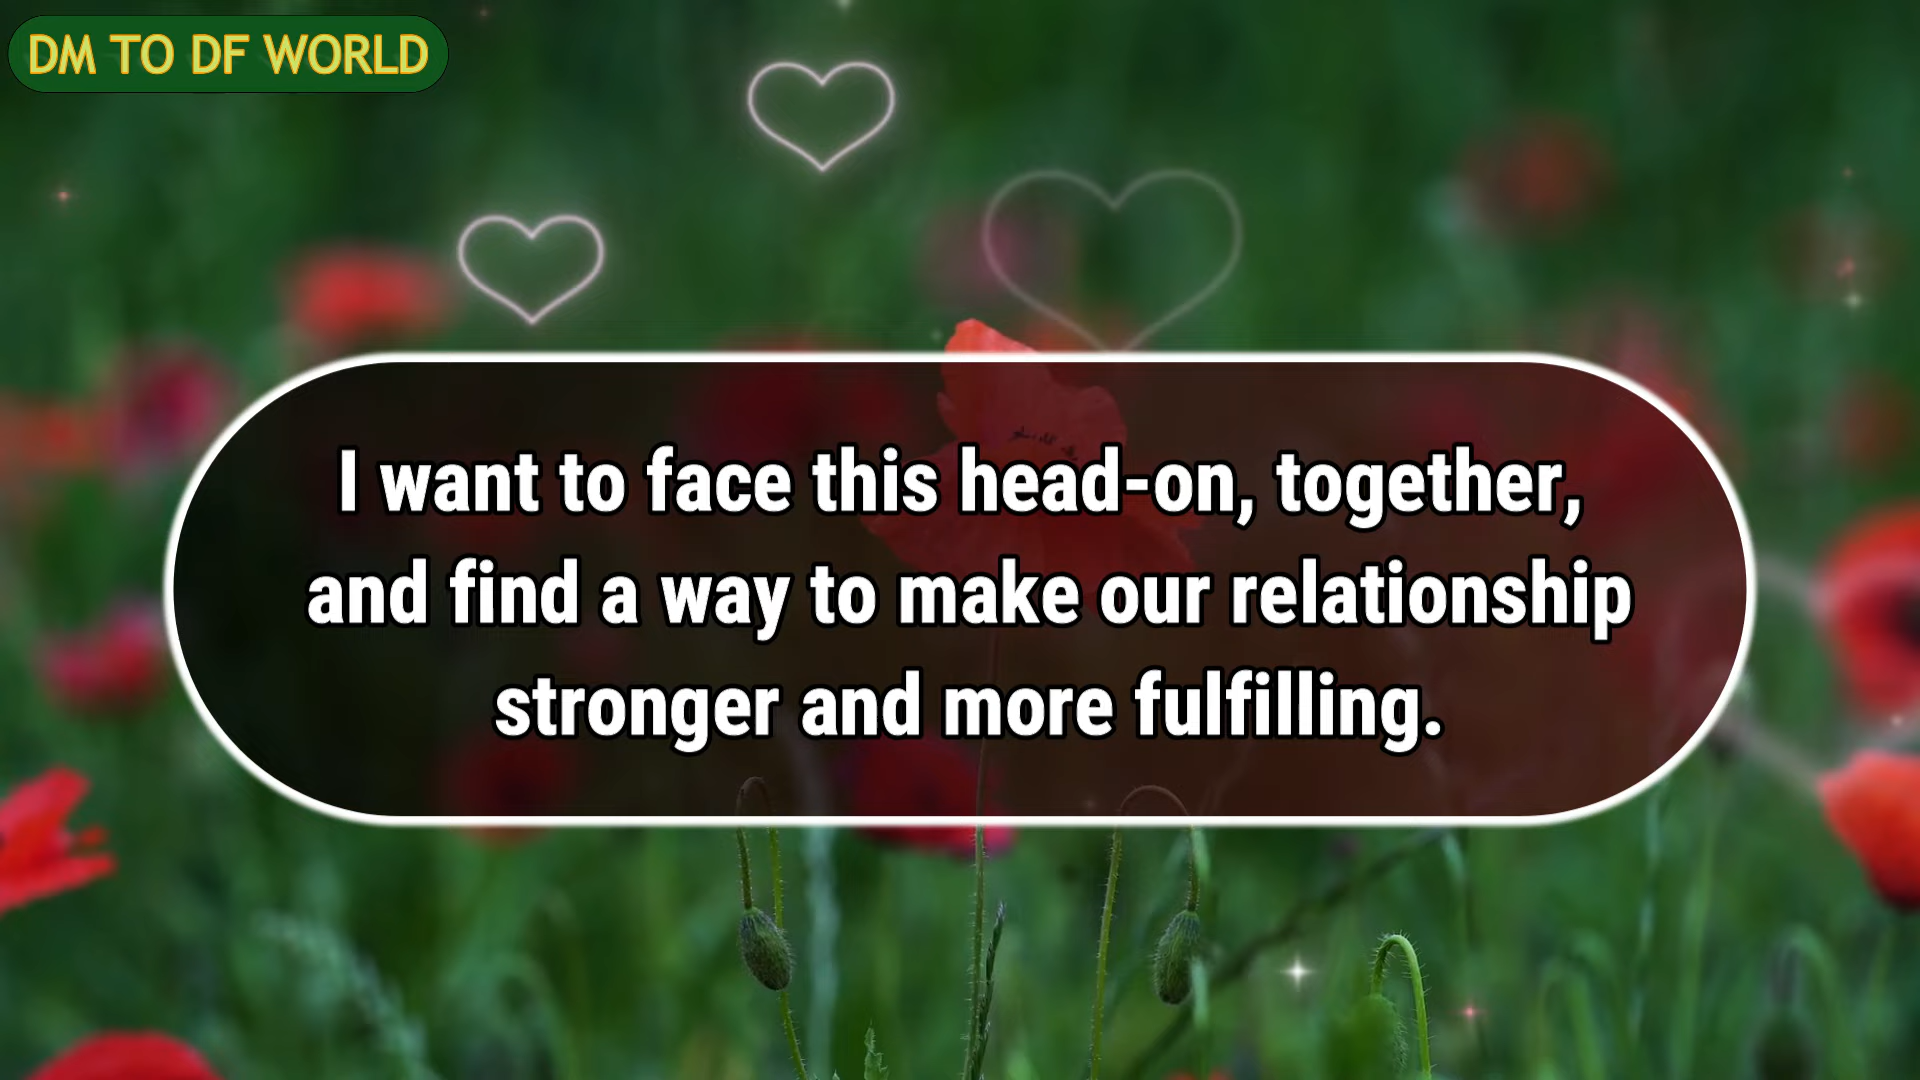 DM TO DF WORLD
I want to face this head-on, together,
and find a way to make our relationship
stronger and more fulfilling.